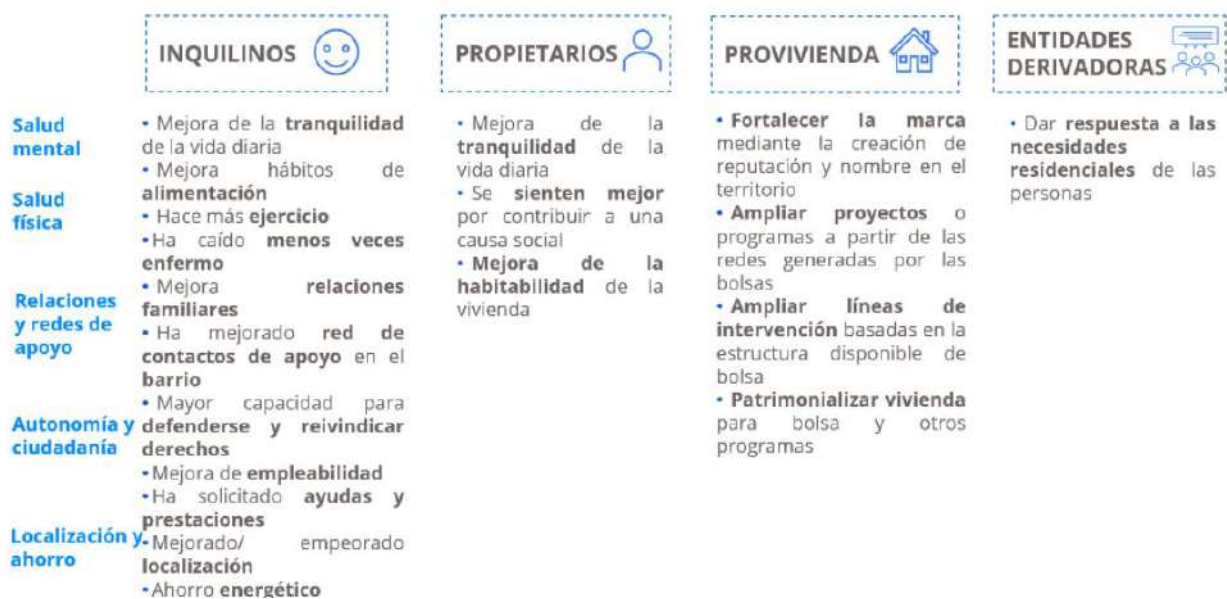 INQUILINOS
PROPIETARIOS
PROVIVIENDA
ENTIDADES
DERIVADORAS
Salud
mental
Salud
física
Relaciones
y redes de
apoyo
Autonomía y
ciudadanía
Localización y
ahorro
• Mejora de la tranquilidad
de la vida diaria
• Mejora hábitos de
alimentación
• Hace más ejercicio
• Ha caído menos veces
enfermo
• Mejora relaciones
familiares
• Ha mejorado red de
contactos de apoyo en el
barrio
• Mayor capacidad para
defenderse y reivindicar
derechos
• Mejora de empleabilidad
• Ha solicitado ayudas y
prestaciones
• Mejorado/ empeorado
localización
• Ahorro energético
• Mejora de la
tranquilidad de la
vida diaria
• Se sienten mejor
por contribuir a una
causa social
• Mejora de la
habitabilidad de la
vivienda
• Fortalecer la marca
mediante la creación de
reputación y nombre en el
territorio
• Ampliar proyectos o
programas a partir de las
redes generadas por las
bolsas
• Ampliar líneas de
intervención basadas en la
estructura disponible de
bolsa
• Patrimonializar vivienda
para bolsa y otros
programas
• Dar respuesta a las
necesidades
residenciales de las
personas